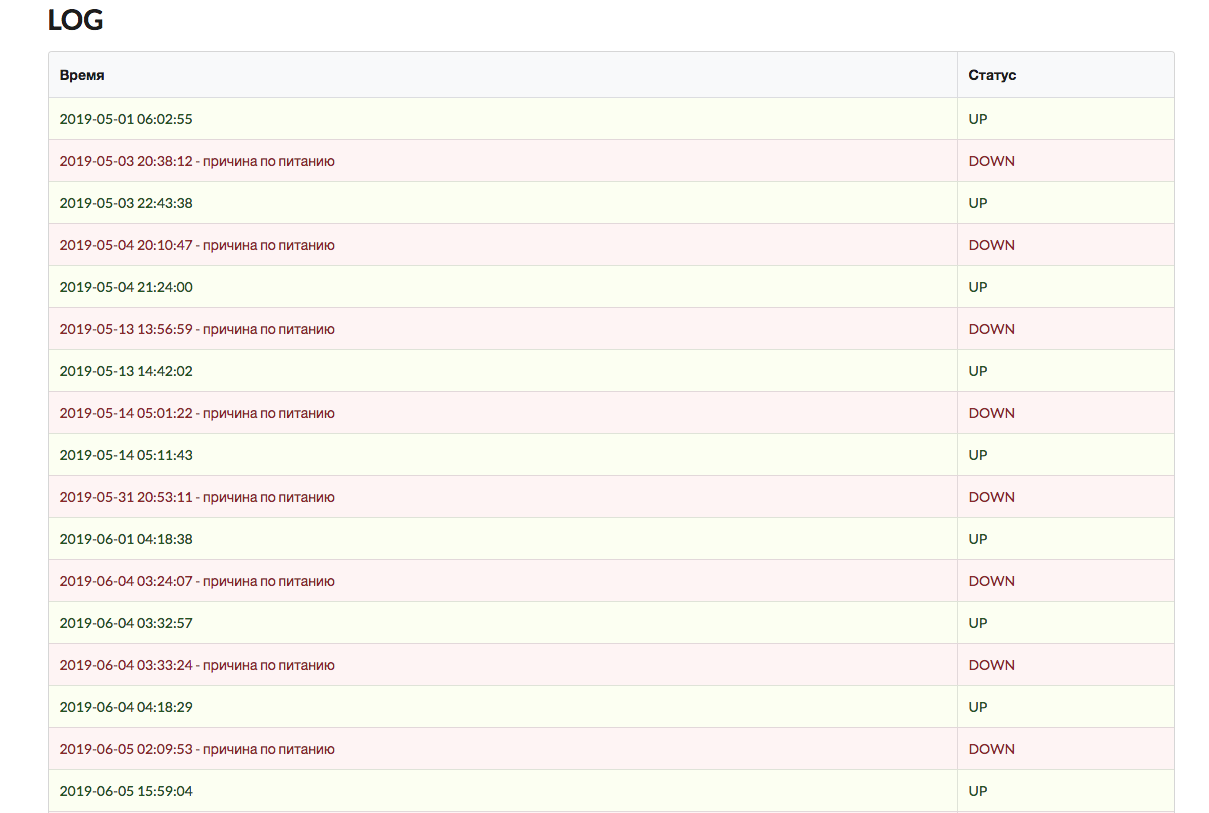 LOG
Время Статус
2019-05-01 06:02:55 UP
2019-05-03 20:38:12 - причина по питанию DOWN
2019-05-03 22:43:38 UP
2019-05-04 20:10:47 - причина по питанию DOWN
2019-05-04 21:24:00 UP
2019-05-13 13:56:59 - причина по питанию DOWN
2019-05-13 14:42:02 UP
2019-05-14 05:01:22 - причина по питанию DOWN
2019-05-14 05:11:43 UP
2019-05-31 20:53:11 - причина по питанию DOWN
2019-06-01 04:18:38 UP
2019-06-04 03:24:07 - причина по питанию DOWN
2019-06-04 03:32:57 UP
2019-06-04 03:33:24 - причина по питанию DOWN
2019-06-04 04:18:29 UP
2019-06-05 02:09:53 - причина по питанию DOWN
2019-06-05 15:59:04 UP